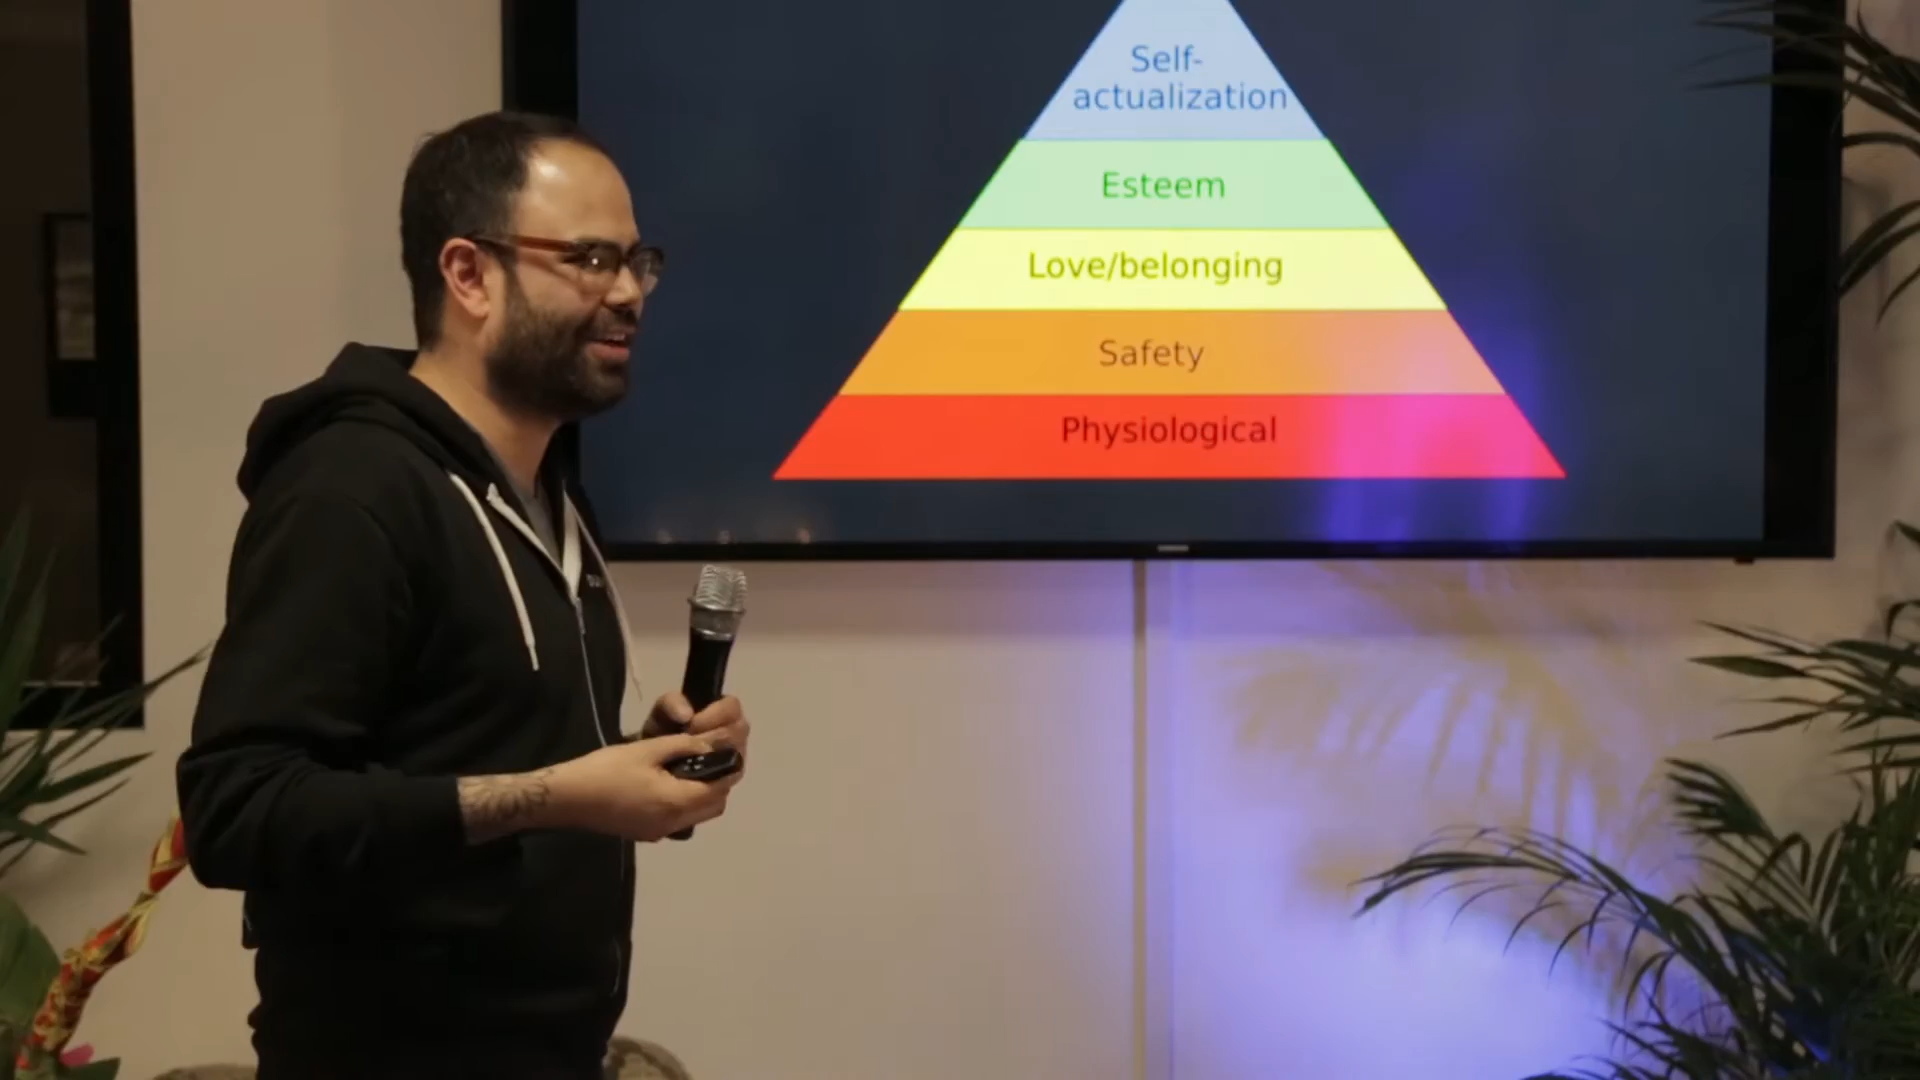 Self-
actualization
Esteem
Love/belonging
Safety
Physiological